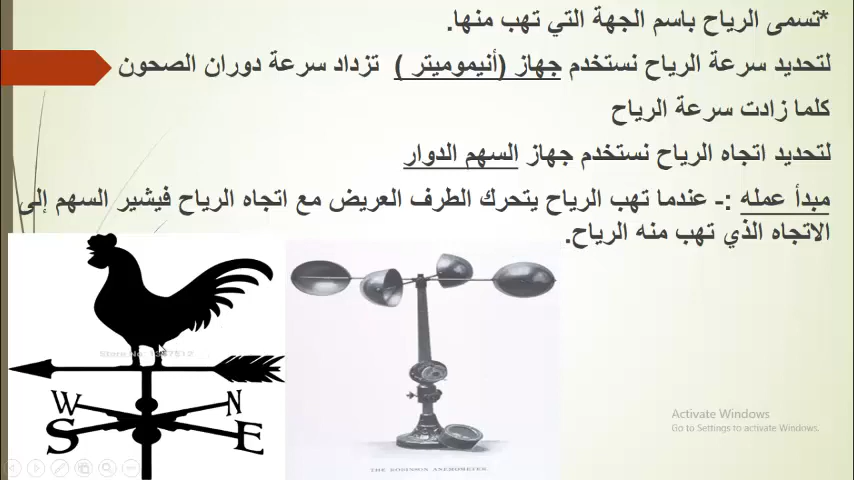 *تسمى الرياح باسم الجهة التي تهب منها.
لتحديد سرعة الرياح نستخدم جهاز (أنيموميتر ) تزداد سرعة دوران الصحون
كلما زادت سرعة الرياح
لتحديد اتجاه الرياح نستخدم جهاز السهم الدوار
مبدأ عمله :- عندما تهب الرياح يتحرك الطرف العريض مع اتجاه الرياح فيشير السهم إلى
الاتجاه الذي تهب منه الرياح.
W N
S E
THE ROBINSON ANEMOMETER.
Activate Windows
Go to Settings to activate Windows.